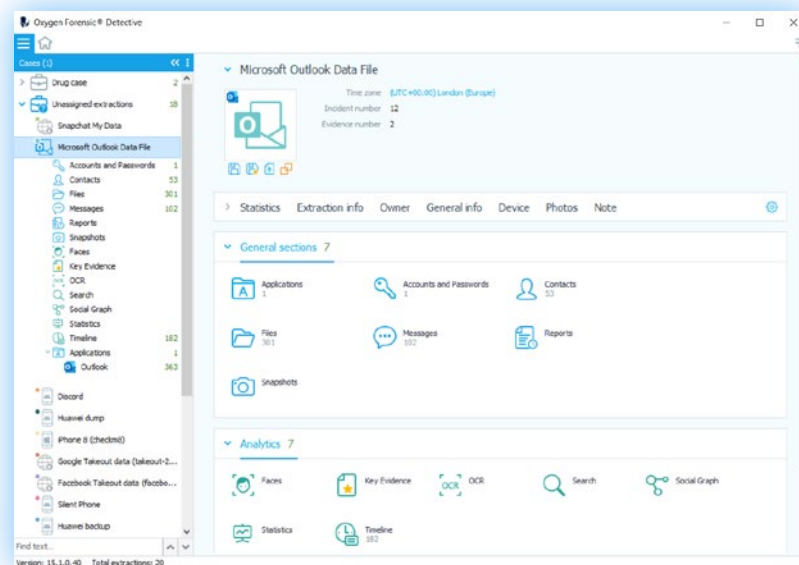 Oxygen Forensic® Detective
Cases (1)
Drug case 2
Unassigned extractions 18
Snapchat My Data
Microsoft Outlook Data File
Accounts and Passwords 1
Contacts 53
Files 301
Messages 102
Reports
Snapshots
Faces
Key Evidence
OCR
Search
Social Graph
Statistics
Timeline 182
Applications 1
Outlook 363
Discord
Huawei dump
iPhone 8 (checkm8)
Google Takeout data (takeout-2...
Facebook Takeout data (facebo...
Silent Phone
Huawei backup
Find text...
Version: 15.1.0.40 Total extractions: 20
Microsoft Outlook Data File
Time zone (UTC+00:00) London (Europe)
Incident number 12
Evidence number 2
Statistics Extraction info Owner General info Device Photos Note
General sections 7
Applications
1
Accounts and Passwords
1
Contacts
53
Files
301
Messages
102
Reports
Snapshots
Analytics 7
Faces
Key Evidence
OCR
OCR
Search
Social Graph
Statistics
Timeline
182